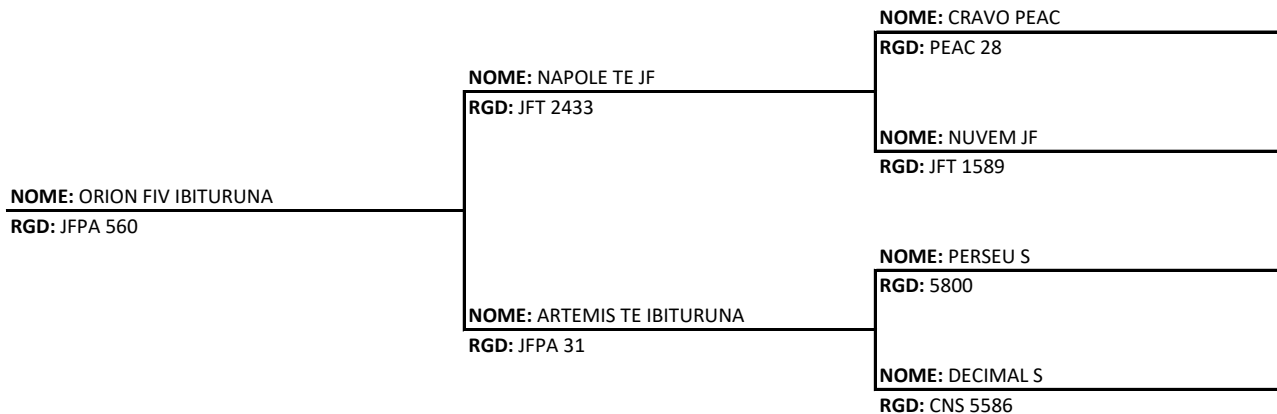 NOME: CRAVO PEAC
RGD: PEAC 28
NOME: NAPOLE TE JF
RGD: JFT 2433
NOME: NUVEM JF
RGD: JFT 1589
NOME: ORION FIV IBITURUNA
RGD: JFPA 560
NOME: PERSEU S
RGD: 5800
NOME: ARTEMIS TE IBITURUNA
RGD: JFPA 31
NOME: DECIMAL S
RGD: CNS 5586